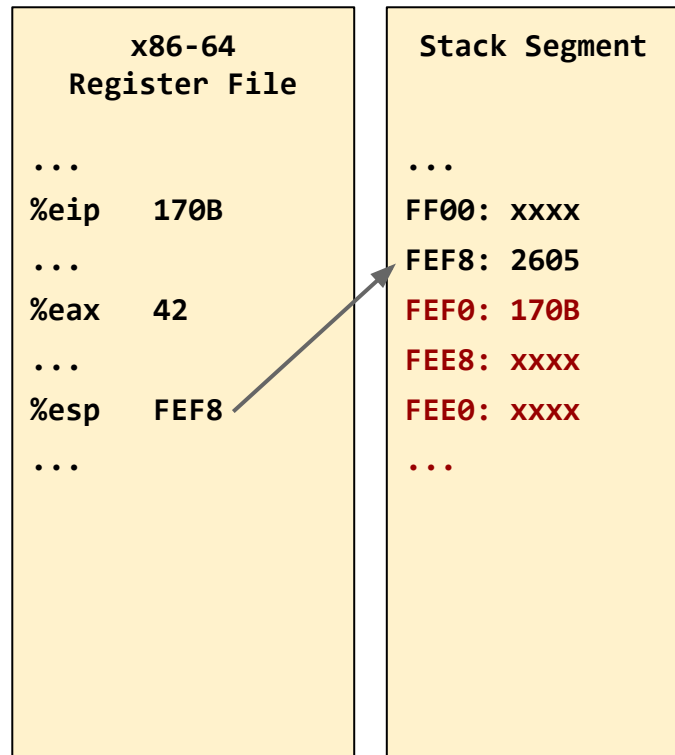 x86-64
Register File
...
%eip 170B
...
%eax 42
...
%esp FEF8
...
Stack Segment
...
FF00: xxxx
FEF8: 2605
FEF0: 170B
FEE8: xxxx
FEE0: xxxx
...